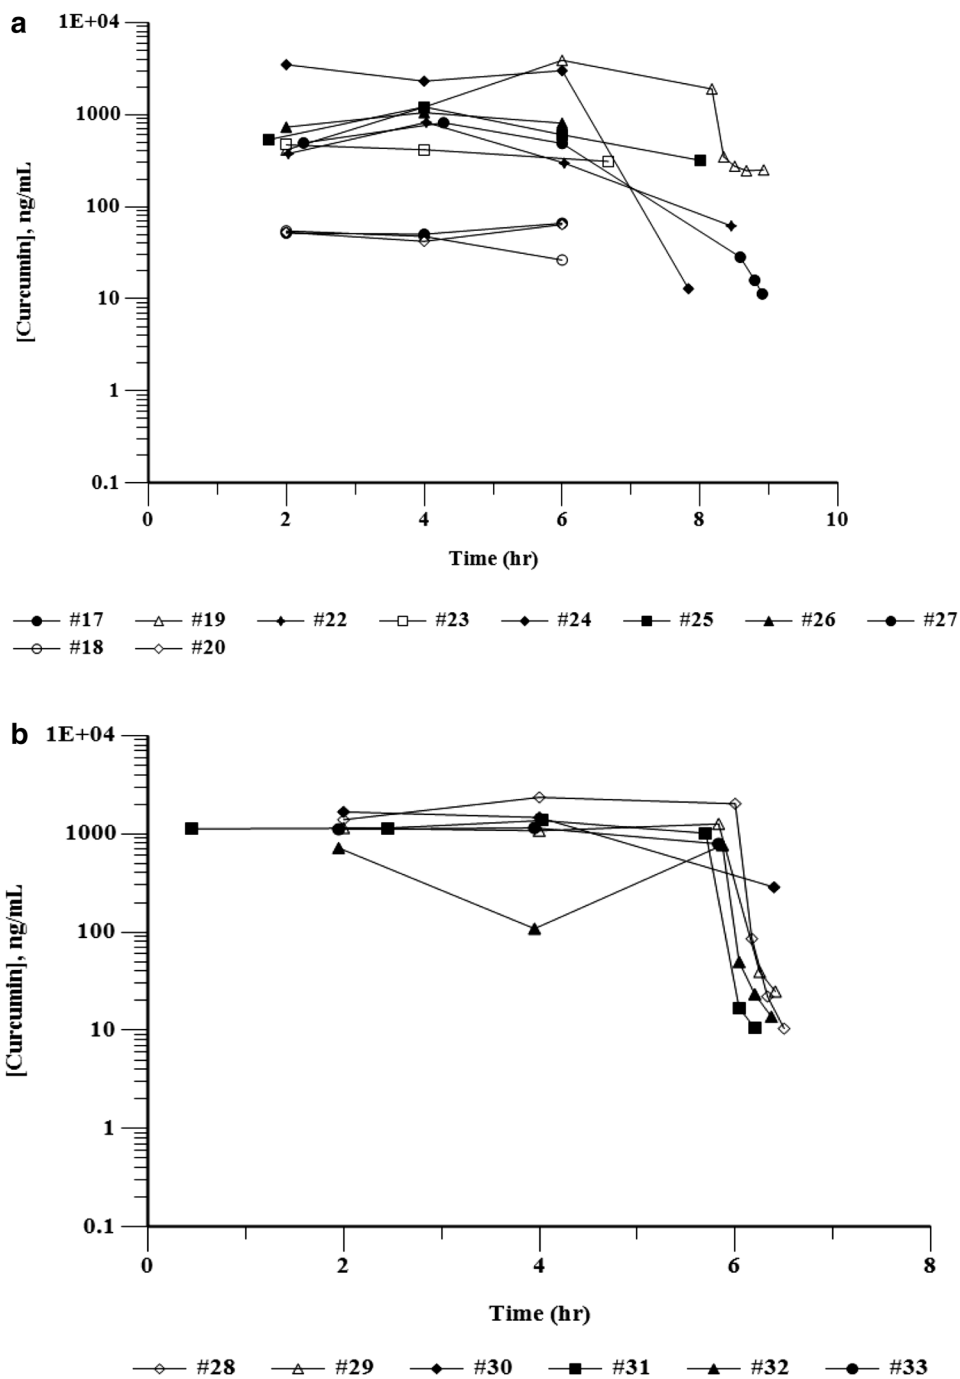 a
1E+04
1000
100
10
1
0.1
[Curcumin], ng/mL
0 2 4 6 8 10
Time (hr)
#17 #19 #22 #23 #24 #25 #26 #27
#18 #20
b
1E+04
1000
100
10
1
0.1
[Curcumin], ng/mL
0 2 4 6 8
Time (hr)
#28 #29 #30 #31 #32 #33